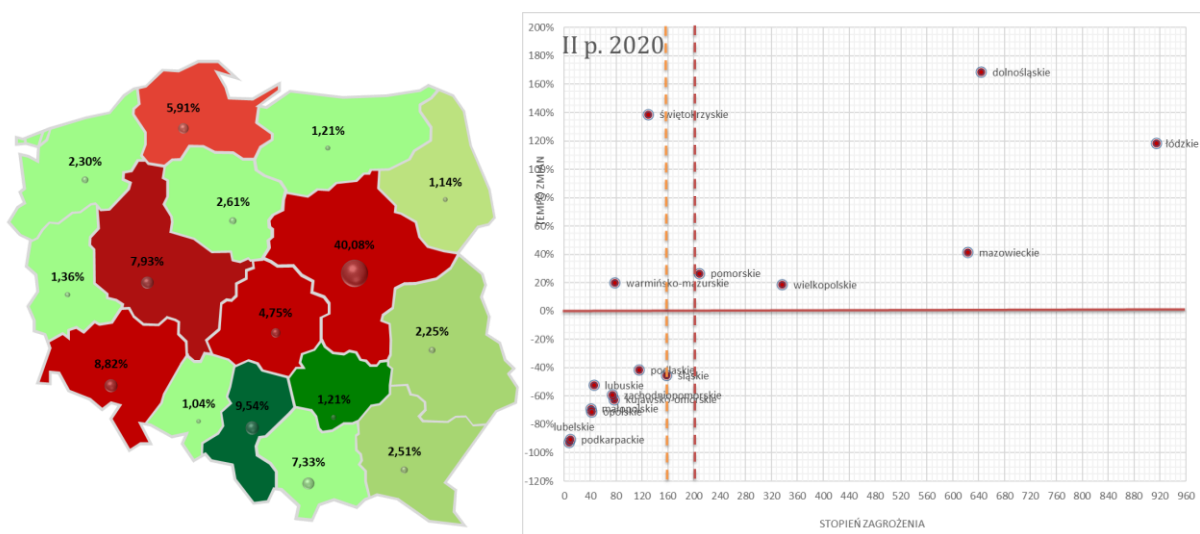 5,91%
1,21%
2,30%
1,14%
2,61%
40,08%
7,93%
1,36%
4,75%
2,25%
8,82%
1,04%
9,54%
1,21%
7,33%
2,51%
200%
180%
160%
140%
120%
100%
80%
60%
40%
20%
0%
-20%
-40%
-60%
-80%
-100%
-120%
II p. 2020
TEMPO ZMIAN
dolnośląskie
świętokrzyskie
łódzkie
mazowieckie
pomorskie
warmińsko-mazurskie
wielkopolskie
podlaskie
śląskie
lubuskie
zachodniopomorskie
kujawsko-pmorskie
małopolskie
opolskie
lubelskie
podkarpackie
0 40 80 120 160 200 240 280 320 360 400 440 480 520 560 600 640 680 720 760 800 840 880 920 960
STOPIEŃ ZAGROŻENIA